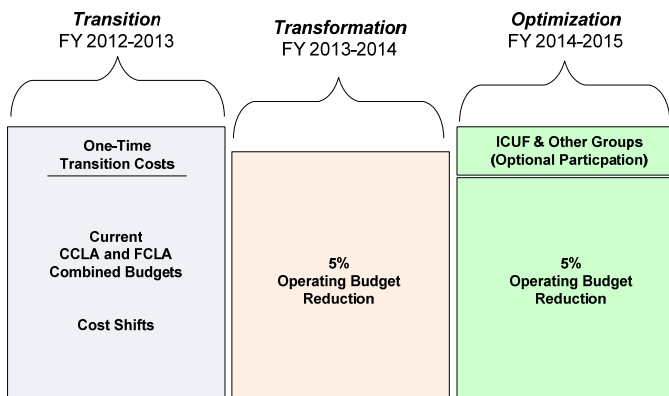 Transition
FY 2012-2013
Transformation
FY 2013-2014
Optimization
FY 2014-2015
One-Time
Transition Costs
Current
CCLA and FCLA
Combined Budgets
Cost Shifts
5%
Operating Budget
Reduction
ICUF & Other Groups
(Optional Particpation)
5%
Operating Budget
Reduction